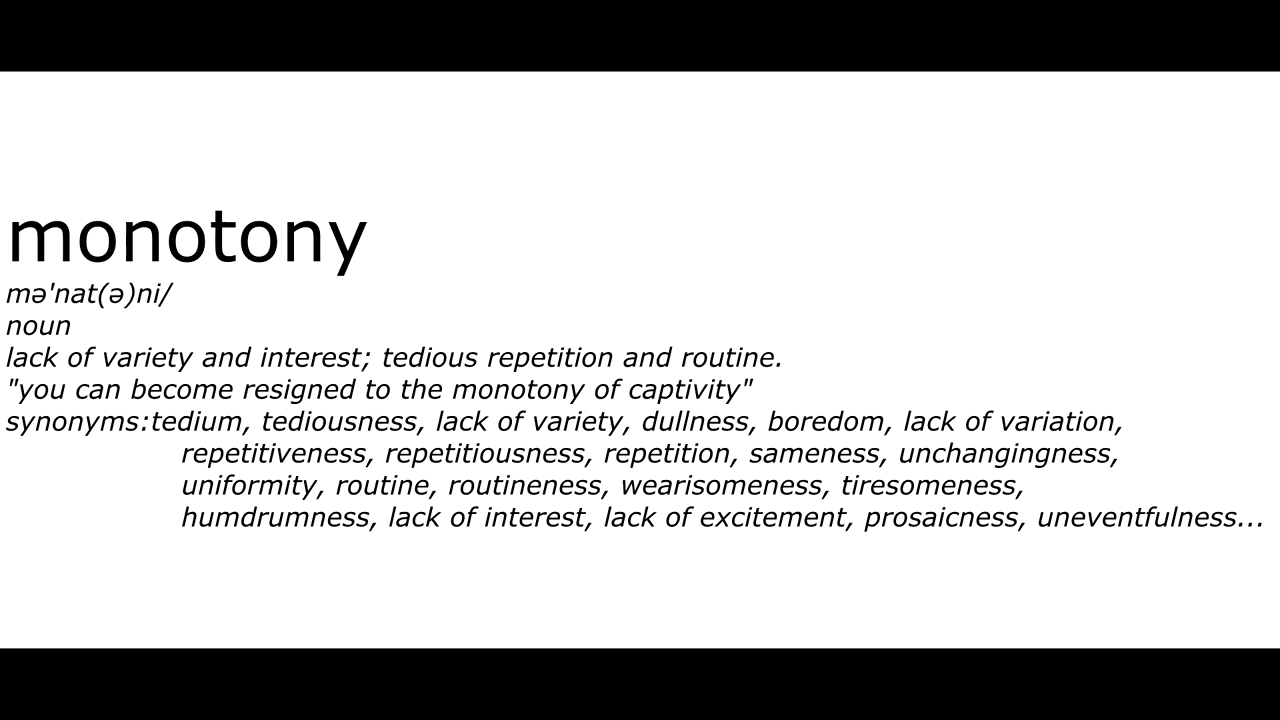 monotony
mə'nat(ə)ni/
noun
lack of variety and interest; tedious repetition and routine.
"you can become resigned to the monotony of captivity"
synonyms:tedium, tediousness, lack of variety, dullness, boredom, lack of variation,
repetitiveness, repetitiousness, repetition, sameness, unchangingness,
uniformity, routine, routineness, wearisomeness, tiresomeness,
humdrumness, lack of interest, lack of excitement, prosaicness, uneventfulness...